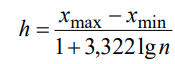 h = (x_max − x_min) / (1 + 3,322 lg n)